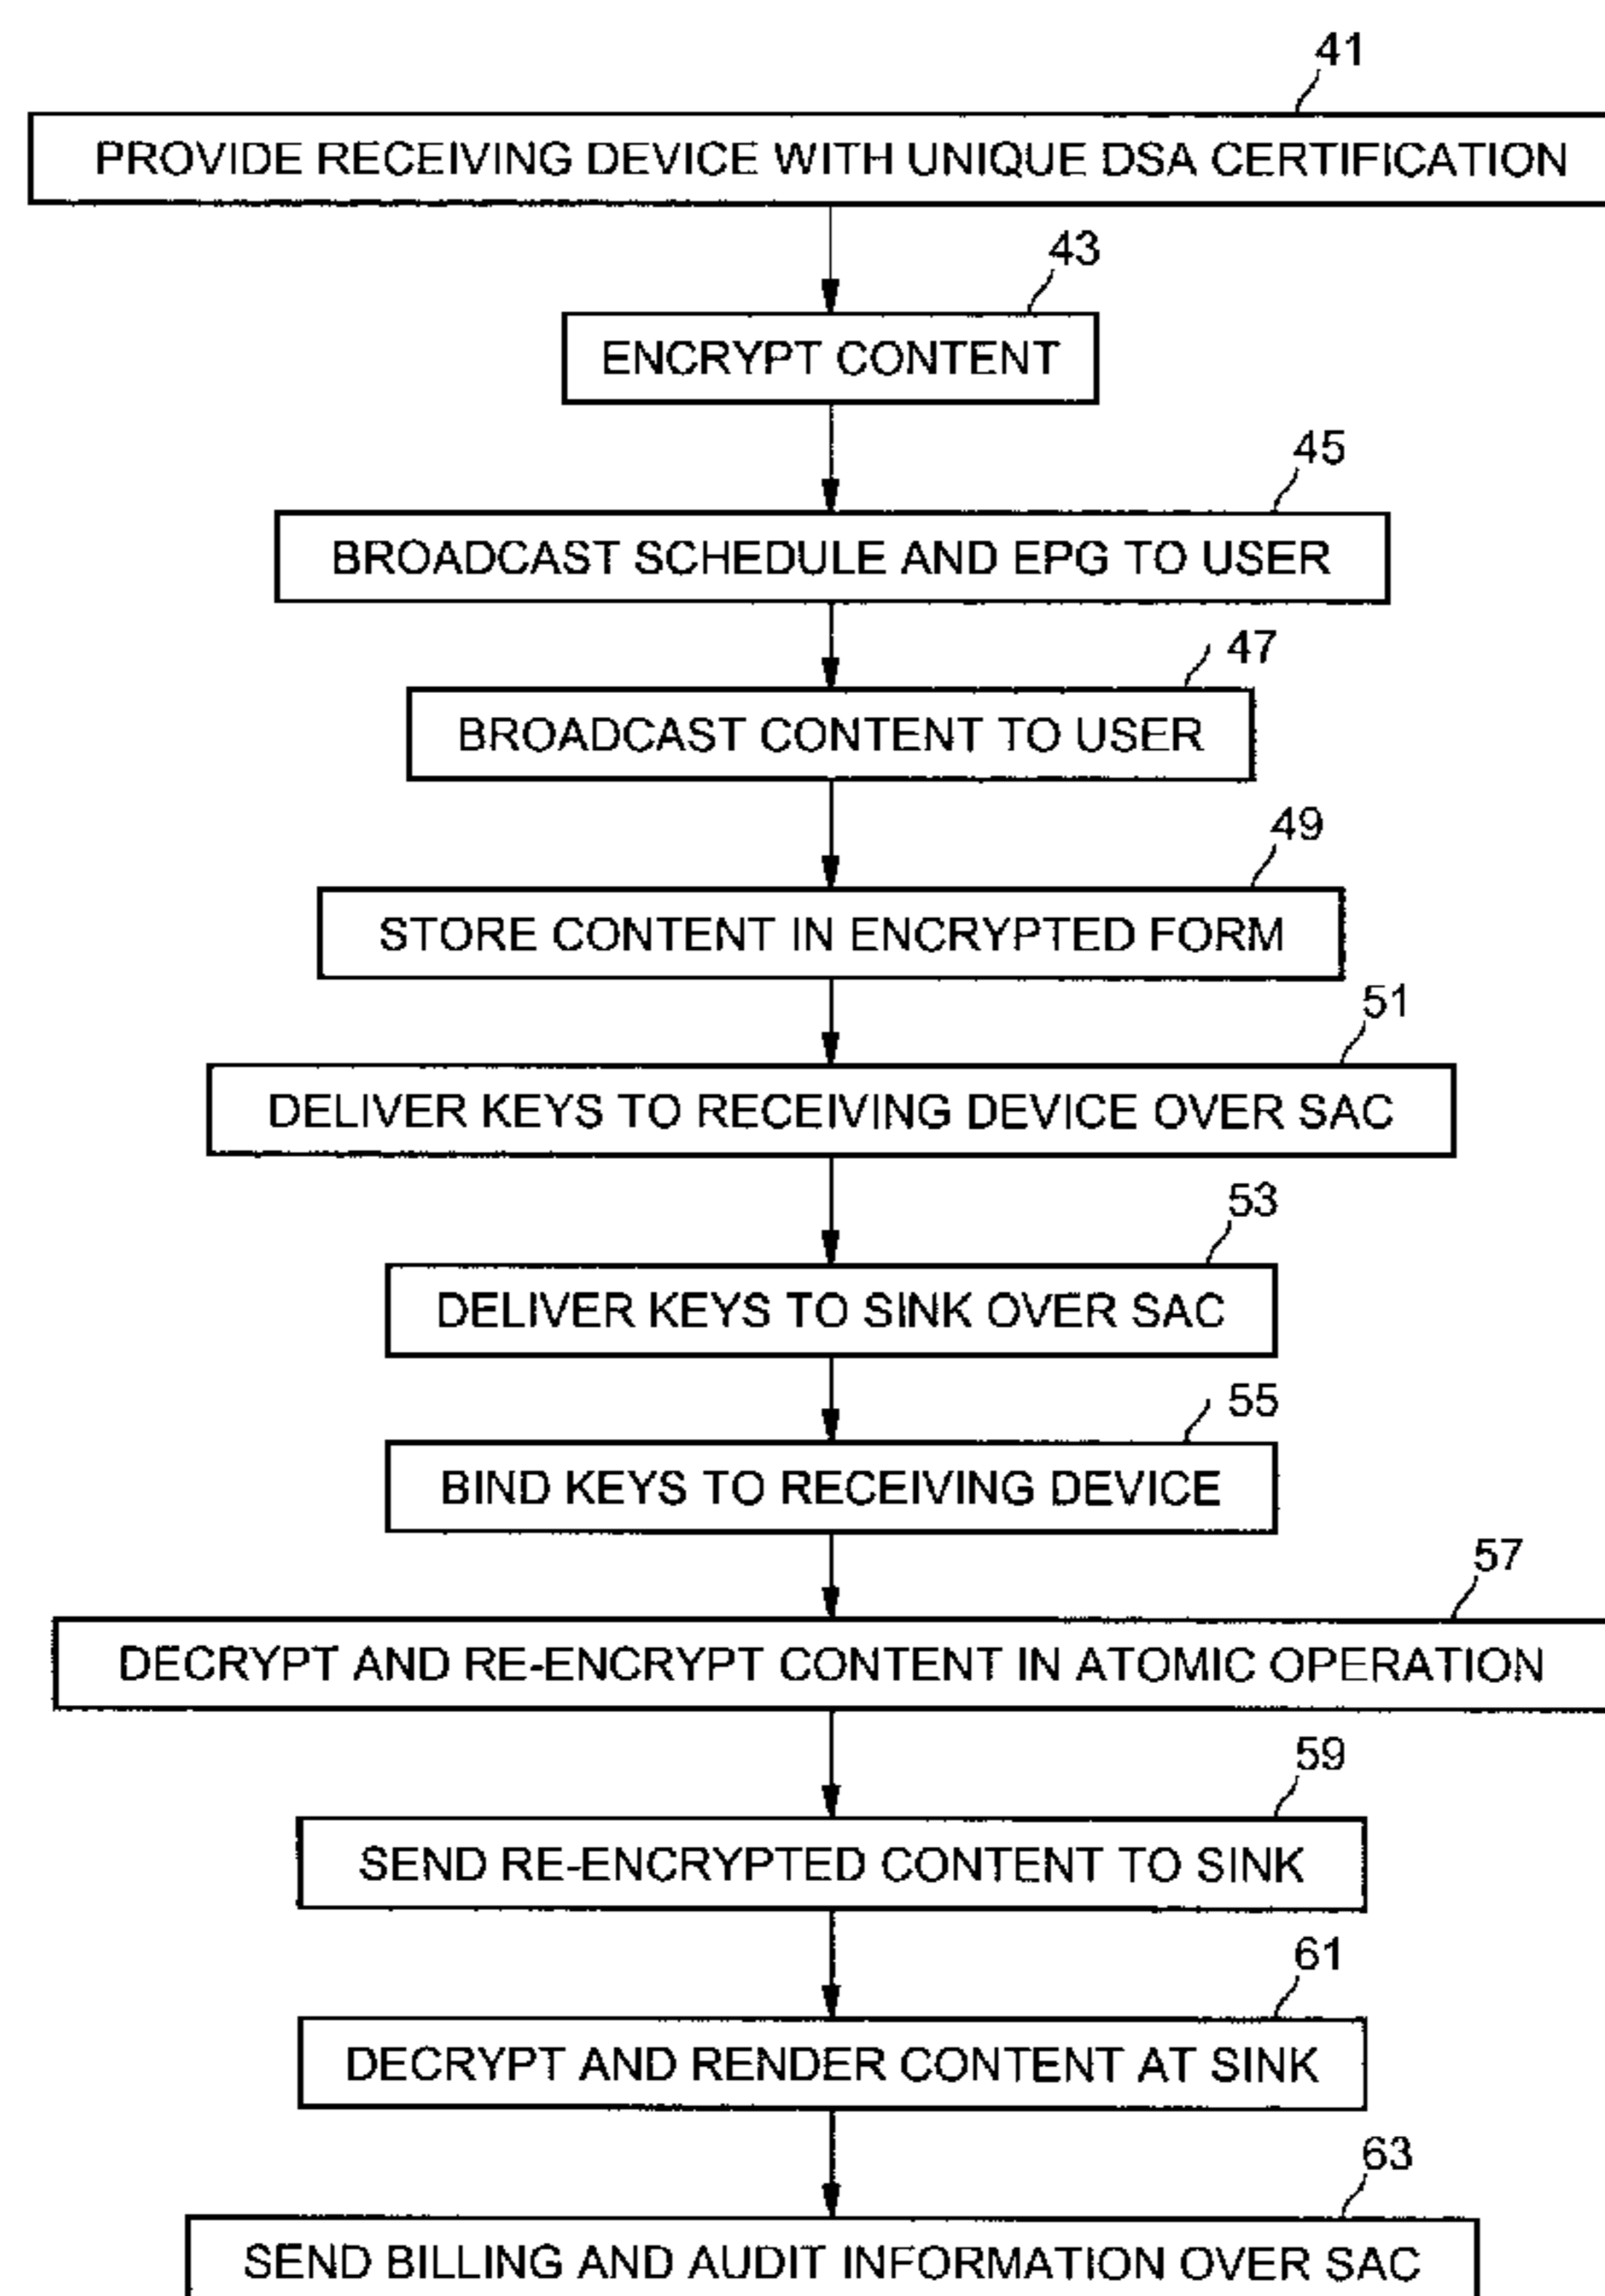 41
PROVIDE RECEIVING DEVICE WITH UNIQUE DSA CERTIFICATION
43
ENCRYPT CONTENT
45
BROADCAST SCHEDULE AND EPG TO USER
47
BROADCAST CONTENT TO USER
49
STORE CONTENT IN ENCRYPTED FORM
51
DELIVER KEYS TO RECEIVING DEVICE OVER SAC
53
DELIVER KEYS TO SINK OVER SAC
55
BIND KEYS TO RECEIVING DEVICE
57
DECRYPT AND RE-ENCRYPT CONTENT IN ATOMIC OPERATION
59
SEND RE-ENCRYPTED CONTENT TO SINK
61
DECRYPT AND RENDER CONTENT AT SINK
63
SEND BILLING AND AUDIT INFORMATION OVER SAC